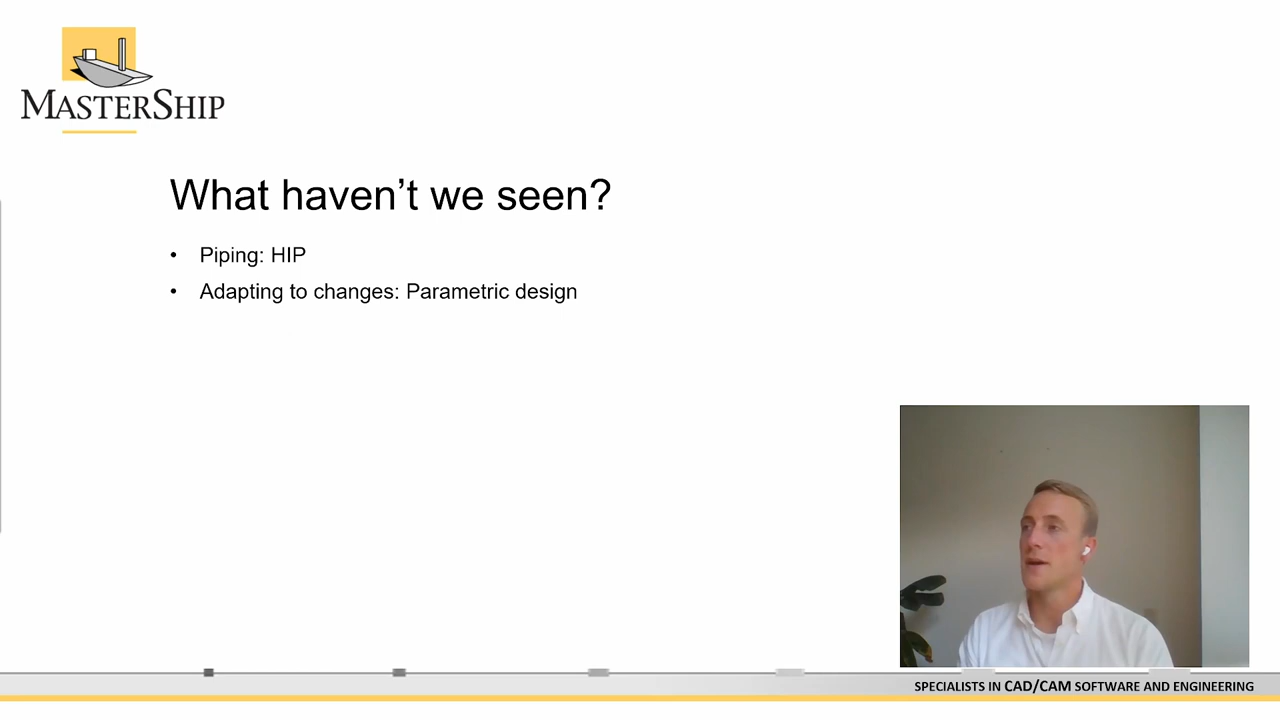 MASTERSHIP
What haven’t we seen?
• Piping: HIP
• Adapting to changes: Parametric design
SPECIALISTS IN CAD/CAM SOFTWARE AND ENGINEERING